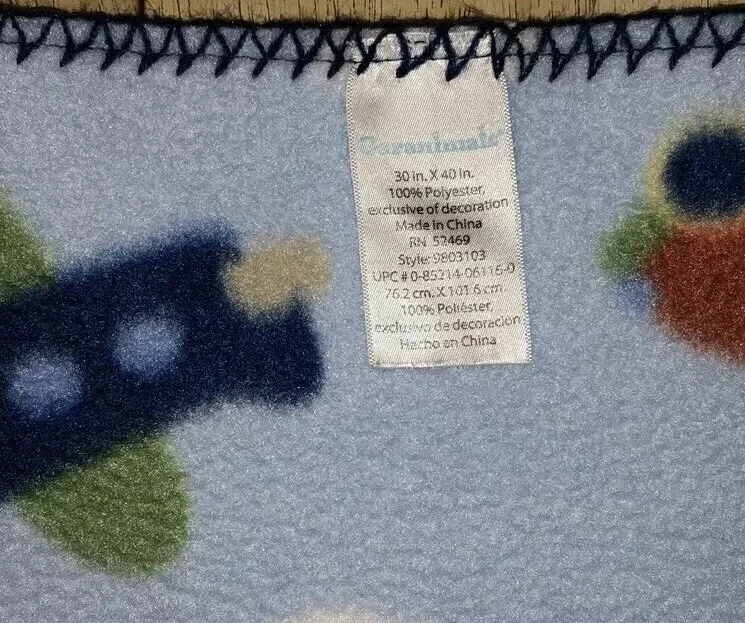 Garanimals
30 in. X 40 in.
100% Polyester,
exclusive of decoration
Made in China
RN 52469
Style: 9803103
UPC # 0-85214-06116-0
76.2 cm. X 101.6 cm
100% Poliéster,
exclusivo de decoracion
Hecho en China